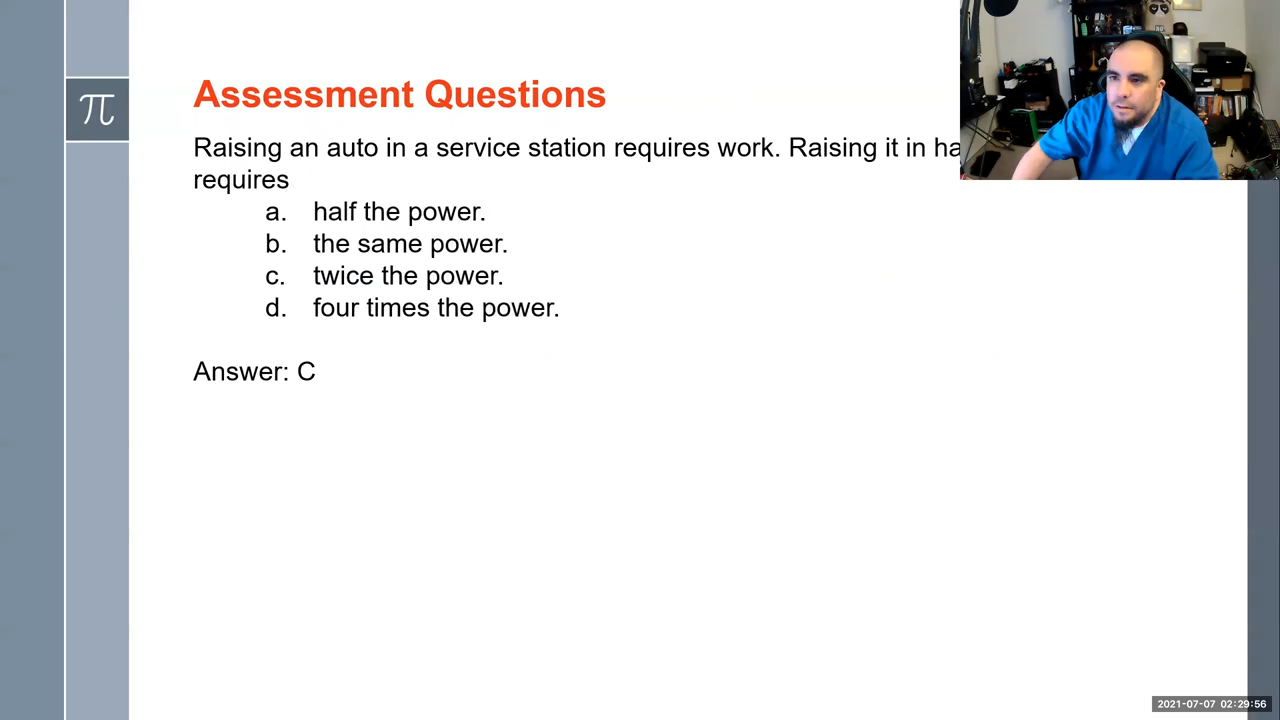 π
Assessment Questions
Raising an auto in a service station requires work. Raising it in
requires
a. half the power.
b. the same power.
c. twice the power.
d. four times the power.
Answer: C
2021-07-07 02:29:56